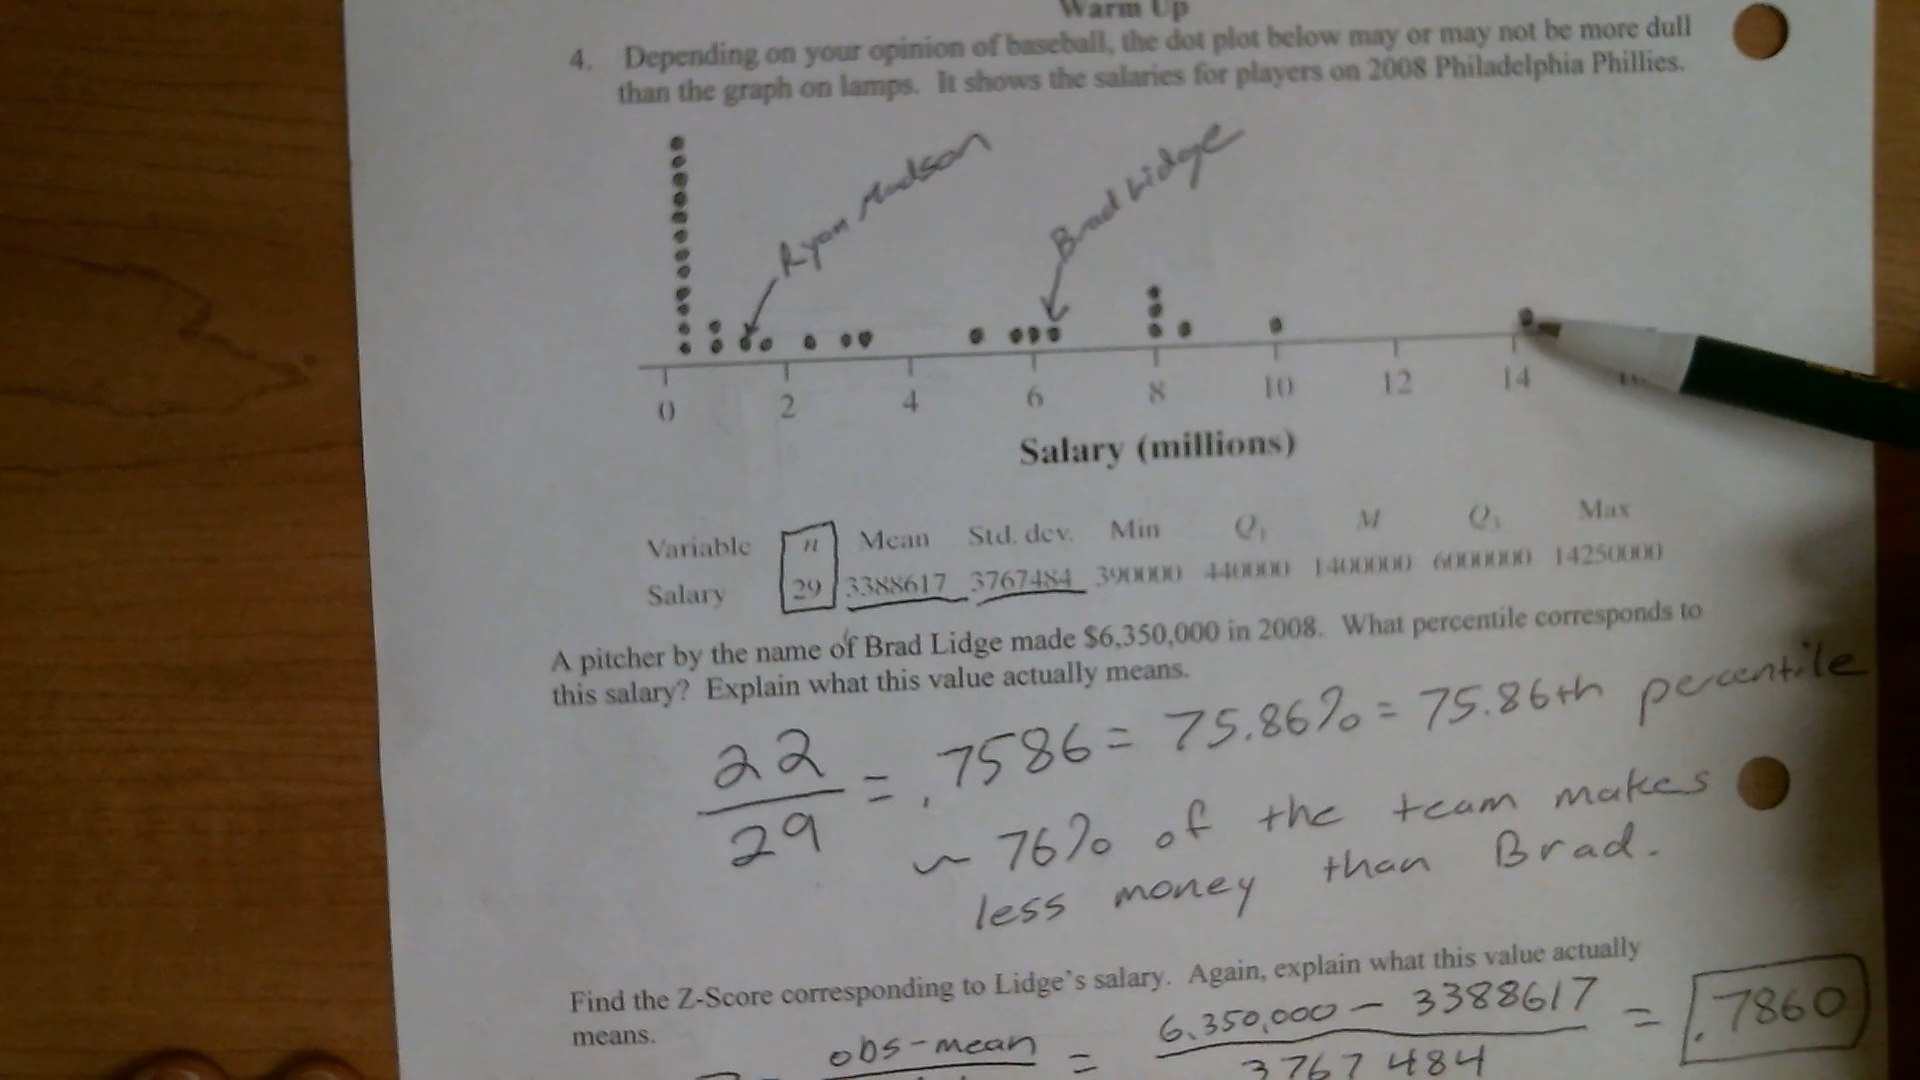 Warm Up
4. Depending on your opinion of baseball, the dot plot below may or may not be more dull
than the graph on lamps. It shows the salaries for players on 2008 Philadelphia Phillies.
Ryan Madson
Brad Lidge
0 2 4 6 8 10 12 14
Salary (millions)
Variable n Mean Std. dev. Min Q1 M Q3 Max
Salary 29 3388617 3767484 390000 440000 1400000 6000000 14250000
A pitcher by the name of Brad Lidge made $6,350,000 in 2008. What percentile corresponds to
this salary? Explain what this value actually means.
22/29 = .7586 = 75.86% = 75.86th percentile
~ 76% of the team makes
less money than Brad.
Find the Z-Score corresponding to Lidge's salary. Again, explain what this value actually
means.
obs-mean = 6,350,000 - 3388617 = .7860
3767484